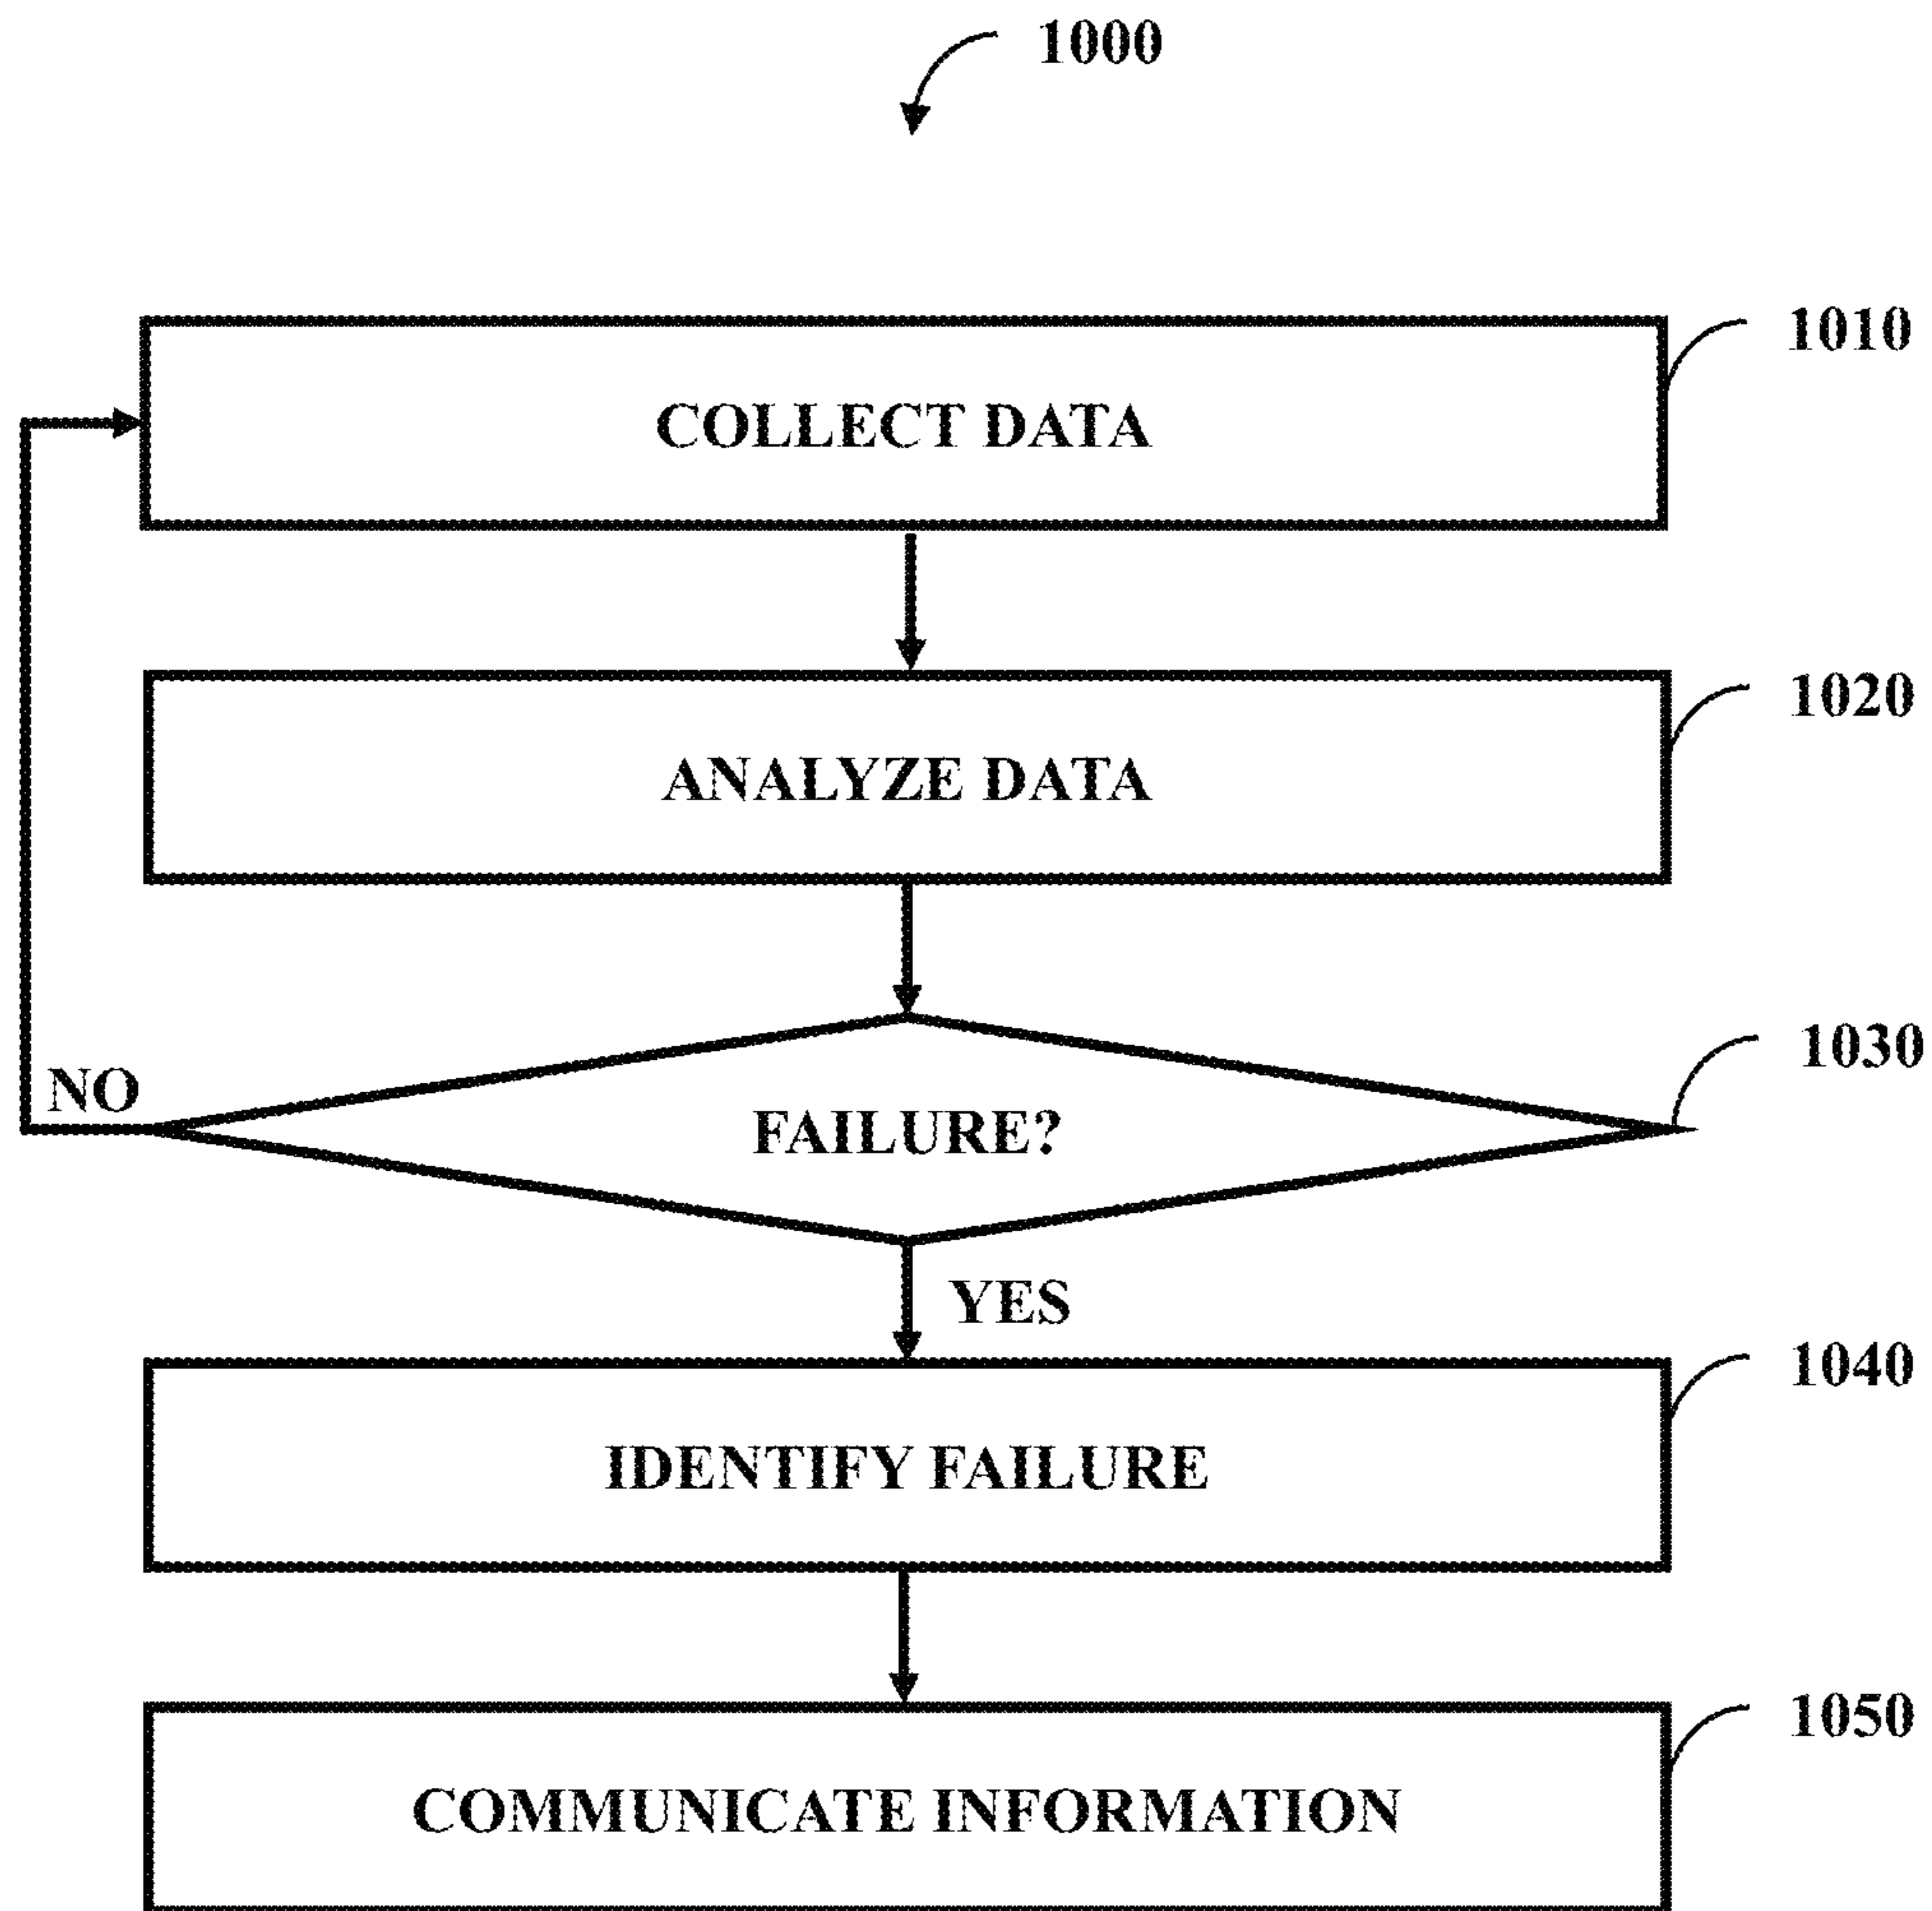 1000
1010
COLLECT DATA
1020
ANALYZE DATA
1030
NO
FAILURE?
YES
1040
IDENTIFY FAILURE
1050
COMMUNICATE INFORMATION